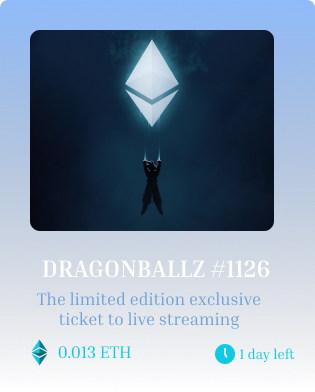 DRAGONBALLZ #1126
The limited edition exclusive
ticket to live streaming
0.013 ETH
1 day left